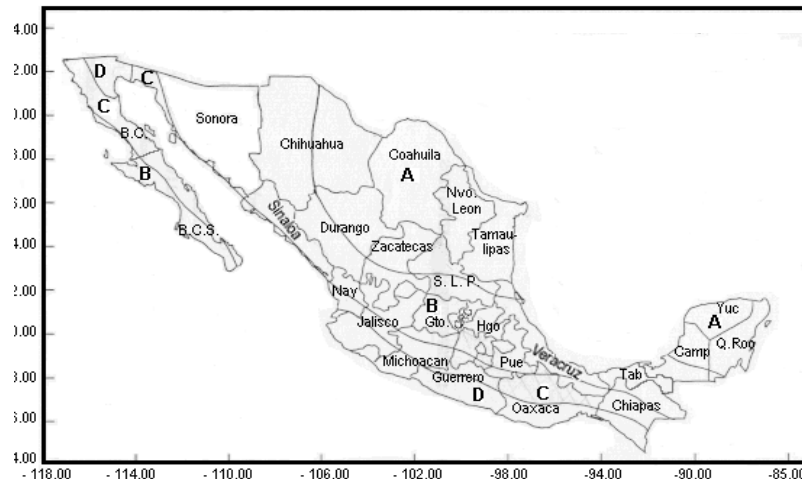 4.00
2.00
D
C
0.00
C
Sonora
B.C.
Chihuahua
8.00
Coahuila
B
A
Nvo.
Leon
6.00
Sinaloa
B.C.S.
Durango
Tamau-
lipas
4.00
Zacatecas
S. L. P.
2.00
Nay
B
Yuc
A
Jalisco
Gto.
Hgo
0.00
Q.Roo
Veracruz
Camp
Michoacan
Pue
Tab
8.00
Guerrero
C
D
Oaxaca
Chiapas
6.00
4.00
- 118.00 -114.00 -110.00 -106.00 - 102.00 -98.00 -94.00 -90.00 -85.00